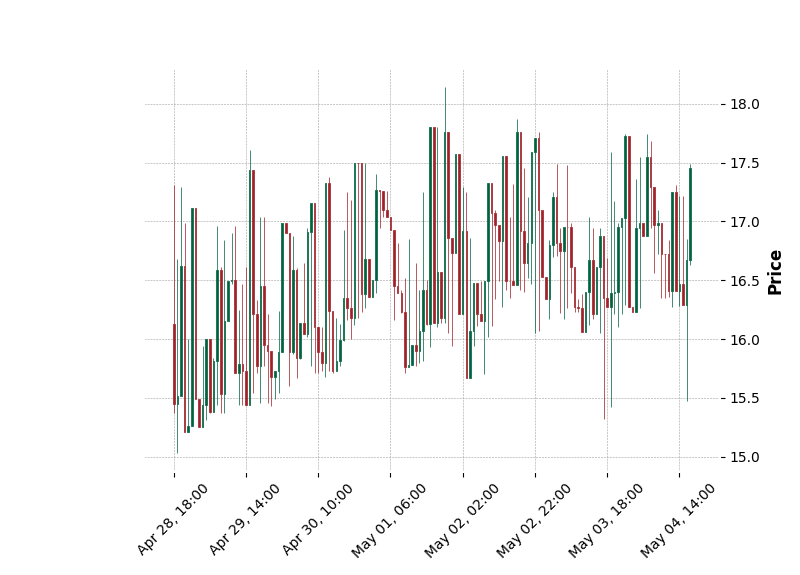 18.0
17.5
17.0
16.5
16.0
15.5
15.0
Price
Apr 28, 18:00
Apr 29, 14:00
Apr 30, 10:00
May 01, 06:00
May 02, 02:00
May 02, 22:00
May 03, 18:00
May 04, 14:00